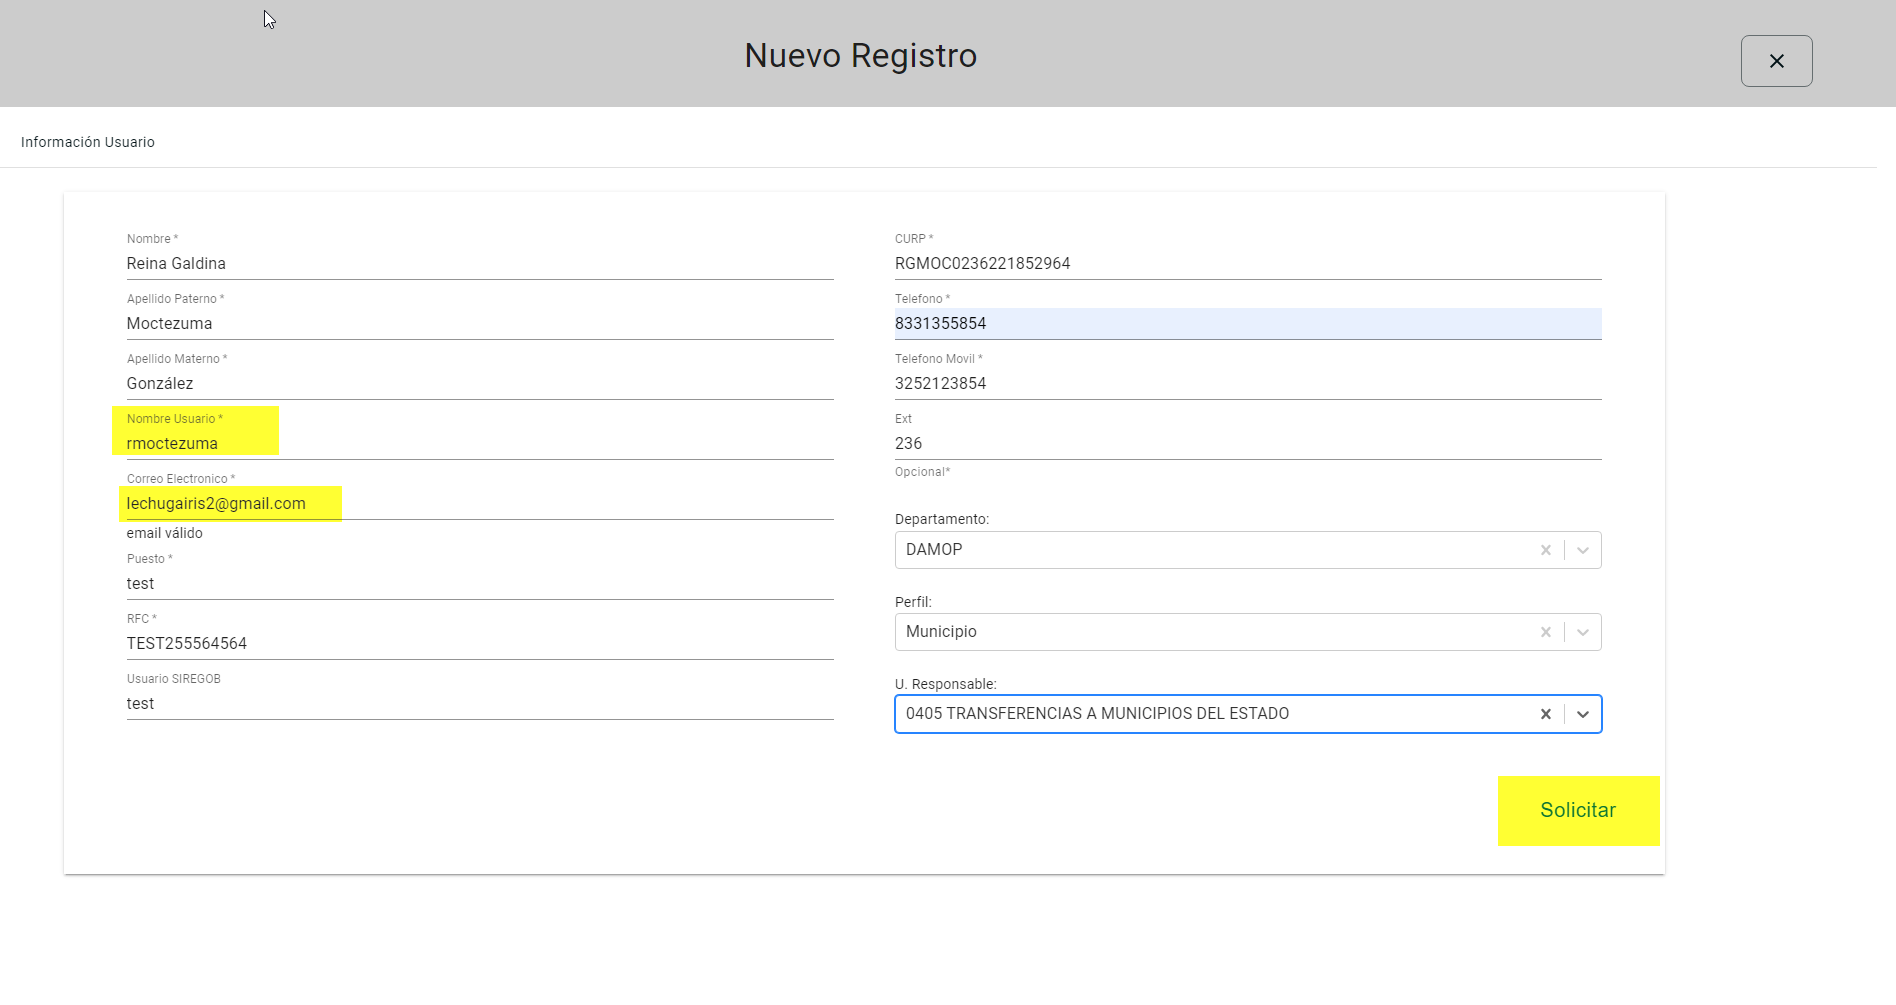 Nuevo Registro
Información Usuario
Nombre *
Reina Galdina
Apellido Paterno *
Moctezuma
Apellido Materno *
González
Nombre Usuario *
rmoctezuma
Correo Electronico *
lechugairis2@gmail.com
email válido
Puesto *
test
RFC *
TEST255564564
Usuario SIREGOB
test
CURP *
RGMOC0236221852964
Telefono *
8331355854
Telefono Movil *
3252123854
Ext
236
Opcional*
Departamento:
DAMOP
Perfil:
Municipio
U. Responsable:
0405 TRANSFERENCIAS A MUNICIPIOS DEL ESTADO
Solicitar